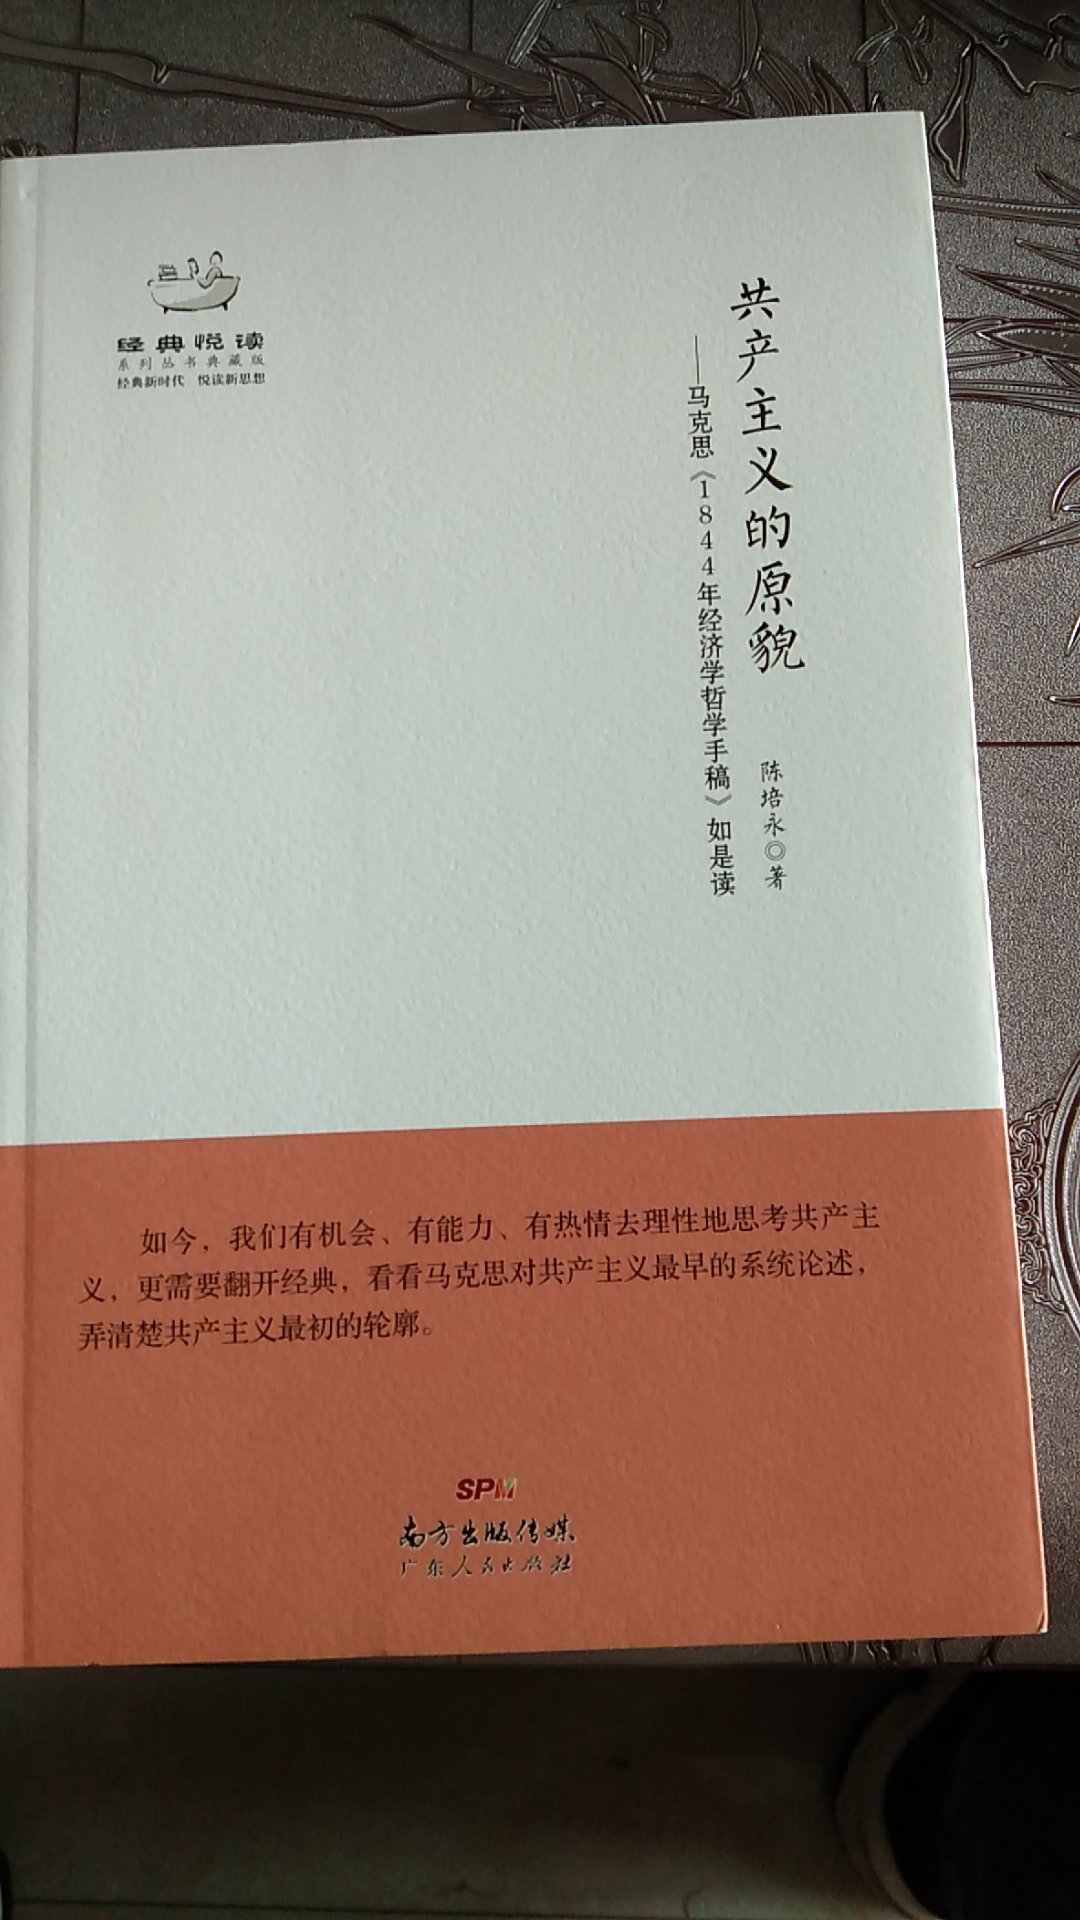 共产主义的原貌
——马克思《1844年经济学哲学手稿》如是读
陈培永◎著
经典悦读
系列丛书典藏版
经典新时代 悦读新思想
如今，我们有机会、有能力、有热情去理性地思考共产主
义，更需要翻开经典，看看马克思对共产主义最早的系统论述，
弄清楚共产主义最初的轮廓。
SPM
南方出版传媒
广东人民出版社